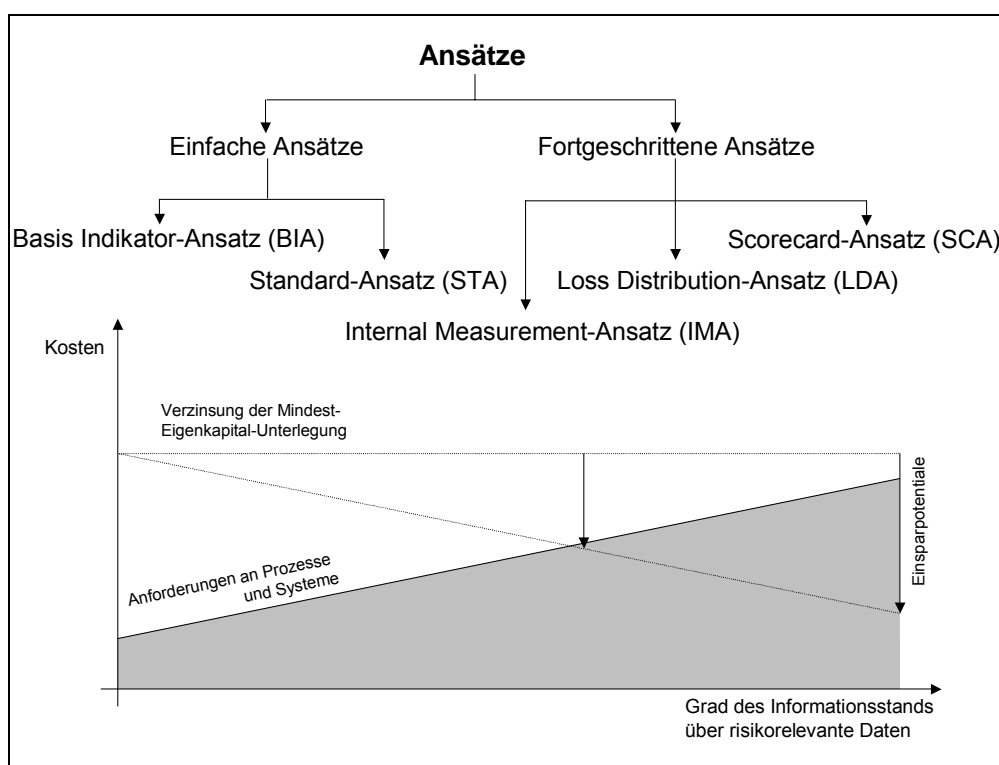 Ansätze
Einfache Ansätze
Fortgeschrittene Ansätze
Basis Indikator-Ansatz (BIA)
Scorecard-Ansatz (SCA)
Standard-Ansatz (STA)
Loss Distribution-Ansatz (LDA)
Internal Measurement-Ansatz (IMA)
Kosten
Verzinsung der Mindest-
Eigenkapital-Unterlegung
Einsparpotentiale
Anforderungen an Prozesse
und Systeme
Grad des Informationsstands
über risikorelevante Daten